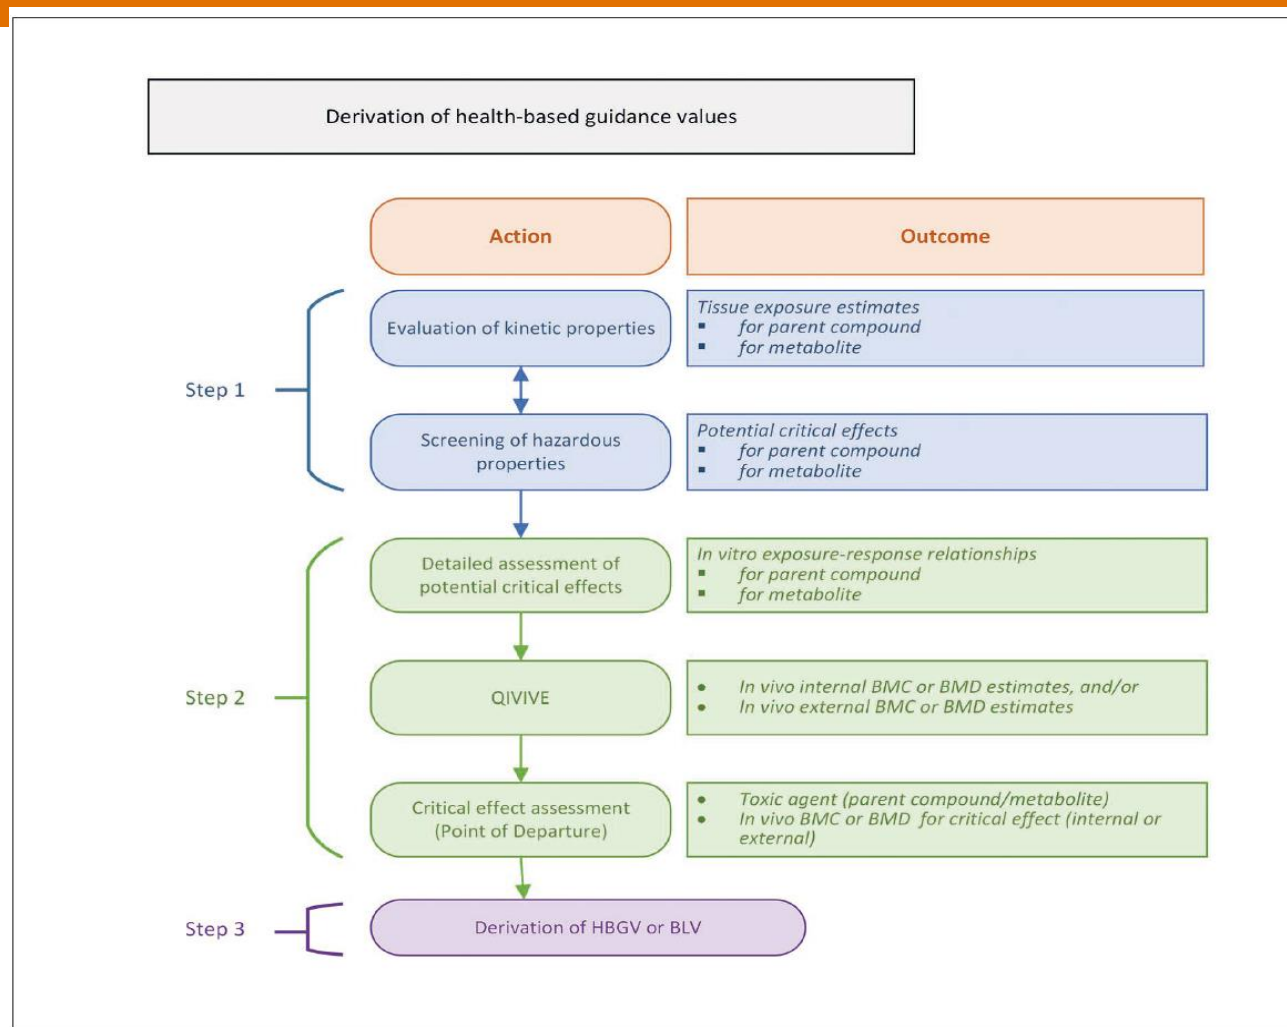 Derivation of health-based guidance values
Action
Outcome
Step 1
Evaluation of kinetic properties
Tissue exposure estimates
▪ for parent compound
▪ for metabolite
Screening of hazardous
properties
Potential critical effects
▪ for parent compound
▪ for metabolite
Step 2
Detailed assessment of
potential critical effects
In vitro exposure-response relationships
▪ for parent compound
▪ for metabolite
QIVIVE
• In vivo internal BMC or BMD estimates, and/or
• In vivo external BMC or BMD estimates
Critical effect assessment
(Point of Departure)
• Toxic agent (parent compound/metabolite)
• In vivo BMC or BMD for critical effect (internal or
external)
Step 3
Derivation of HBGV or BLV